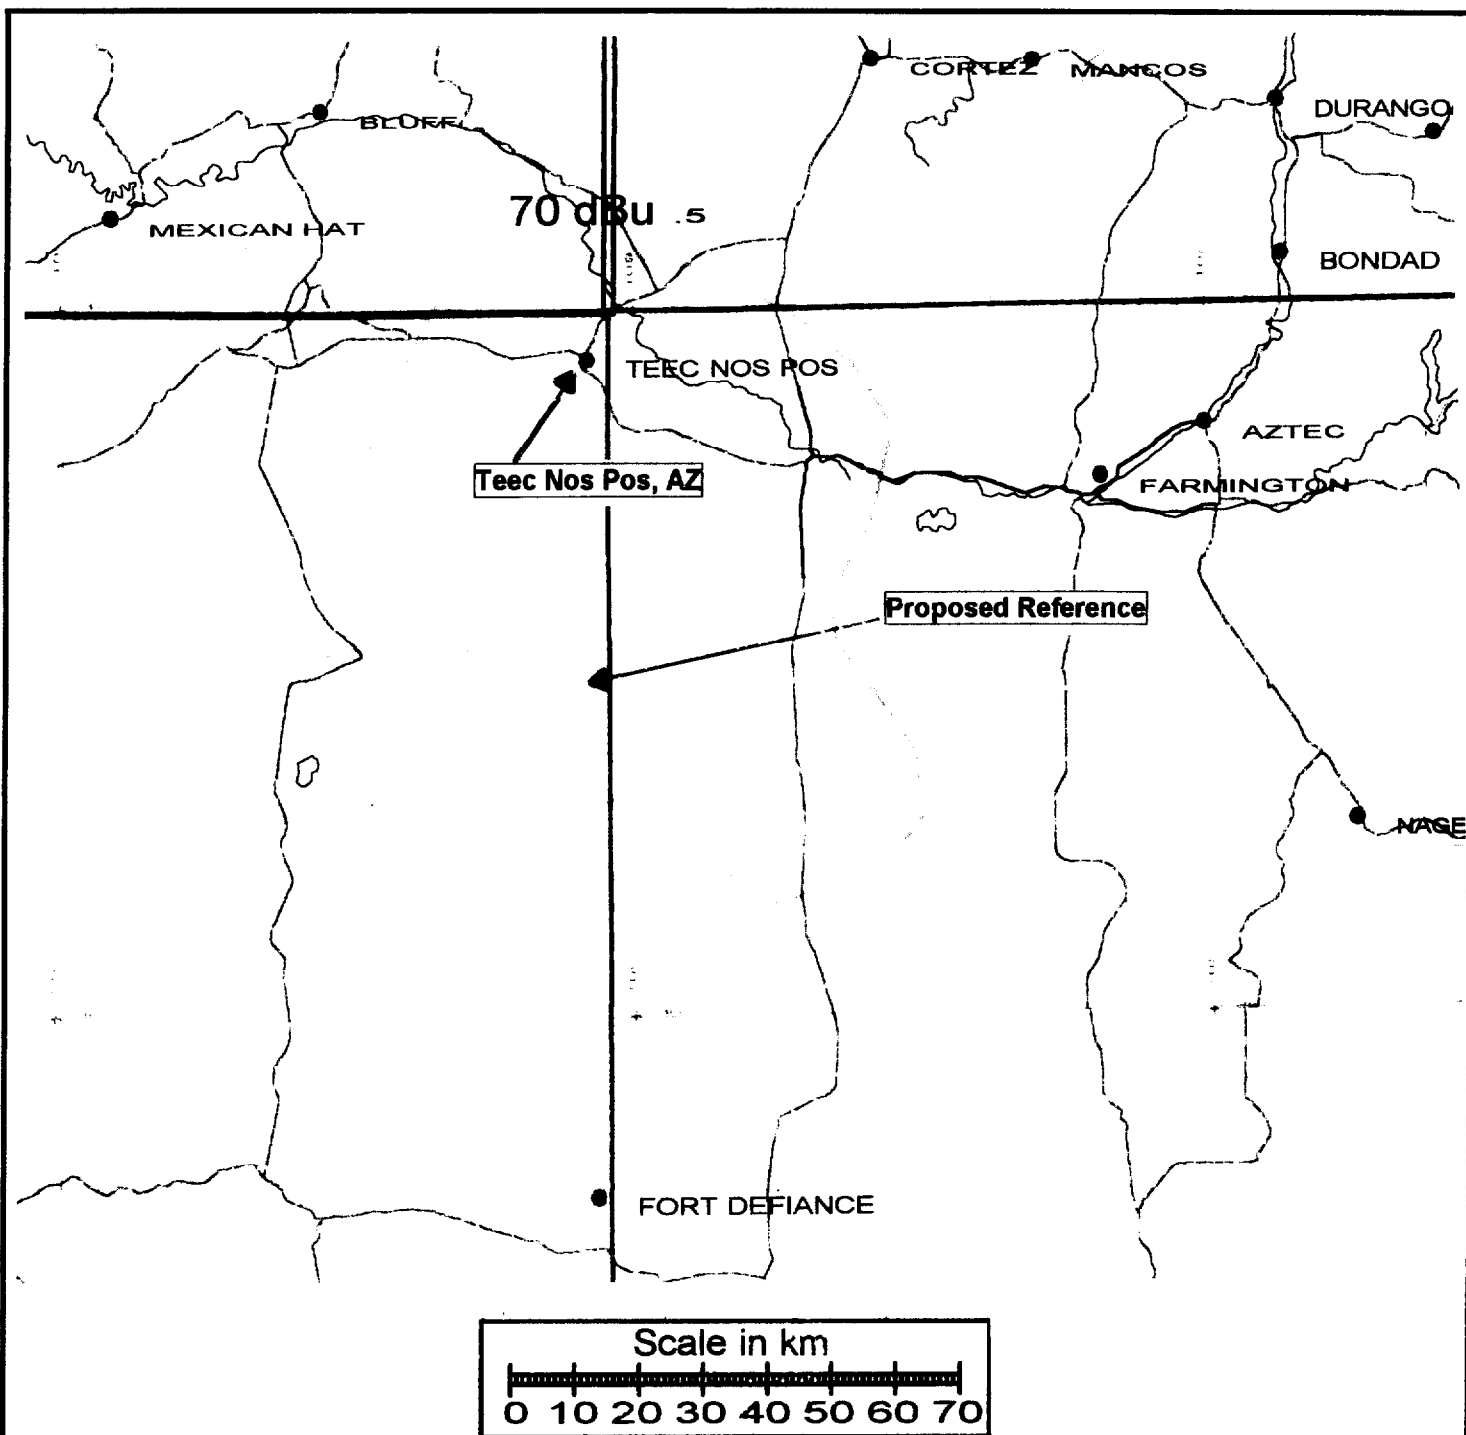 CORTEZ
MANCOS
DURANGO
BLUFF
70 dBu .5
MEXICAN HAT
BONDAD
TEEC NOS POS
AZTEC
Teec Nos Pos, AZ
FARMINGTON
Proposed Reference
NAGE
FORT DEFIANCE
Scale in km
0 10 20 30 40 50 60 70